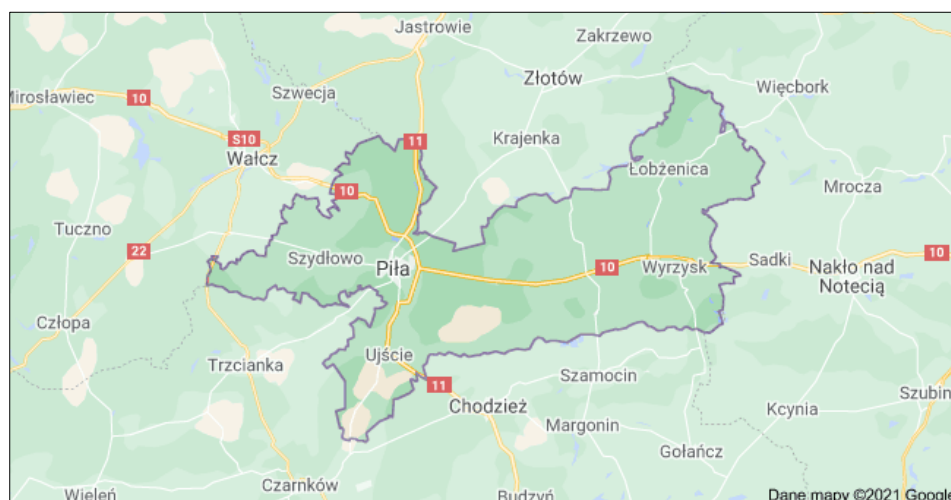 Jastrowie
Zakrzewo
Złotów
Więcbork
Szwecja
Mirosławiec
10
S10
Wałcz
11
Krajenka
Łobżenica
10
Mrocza
Tuczno
22
Szydłowo
Piła
10
Wyrzysk
Sadki
10
Nakło nad
Notecią
Człopa
Trzcianka
Ujście
11
Szamocin
Chodzież
Szubin
Kcynia
Margonin
Gołańcz
Czarnków
Wieleń
Budzyń
Dane mapy ©2021 Google